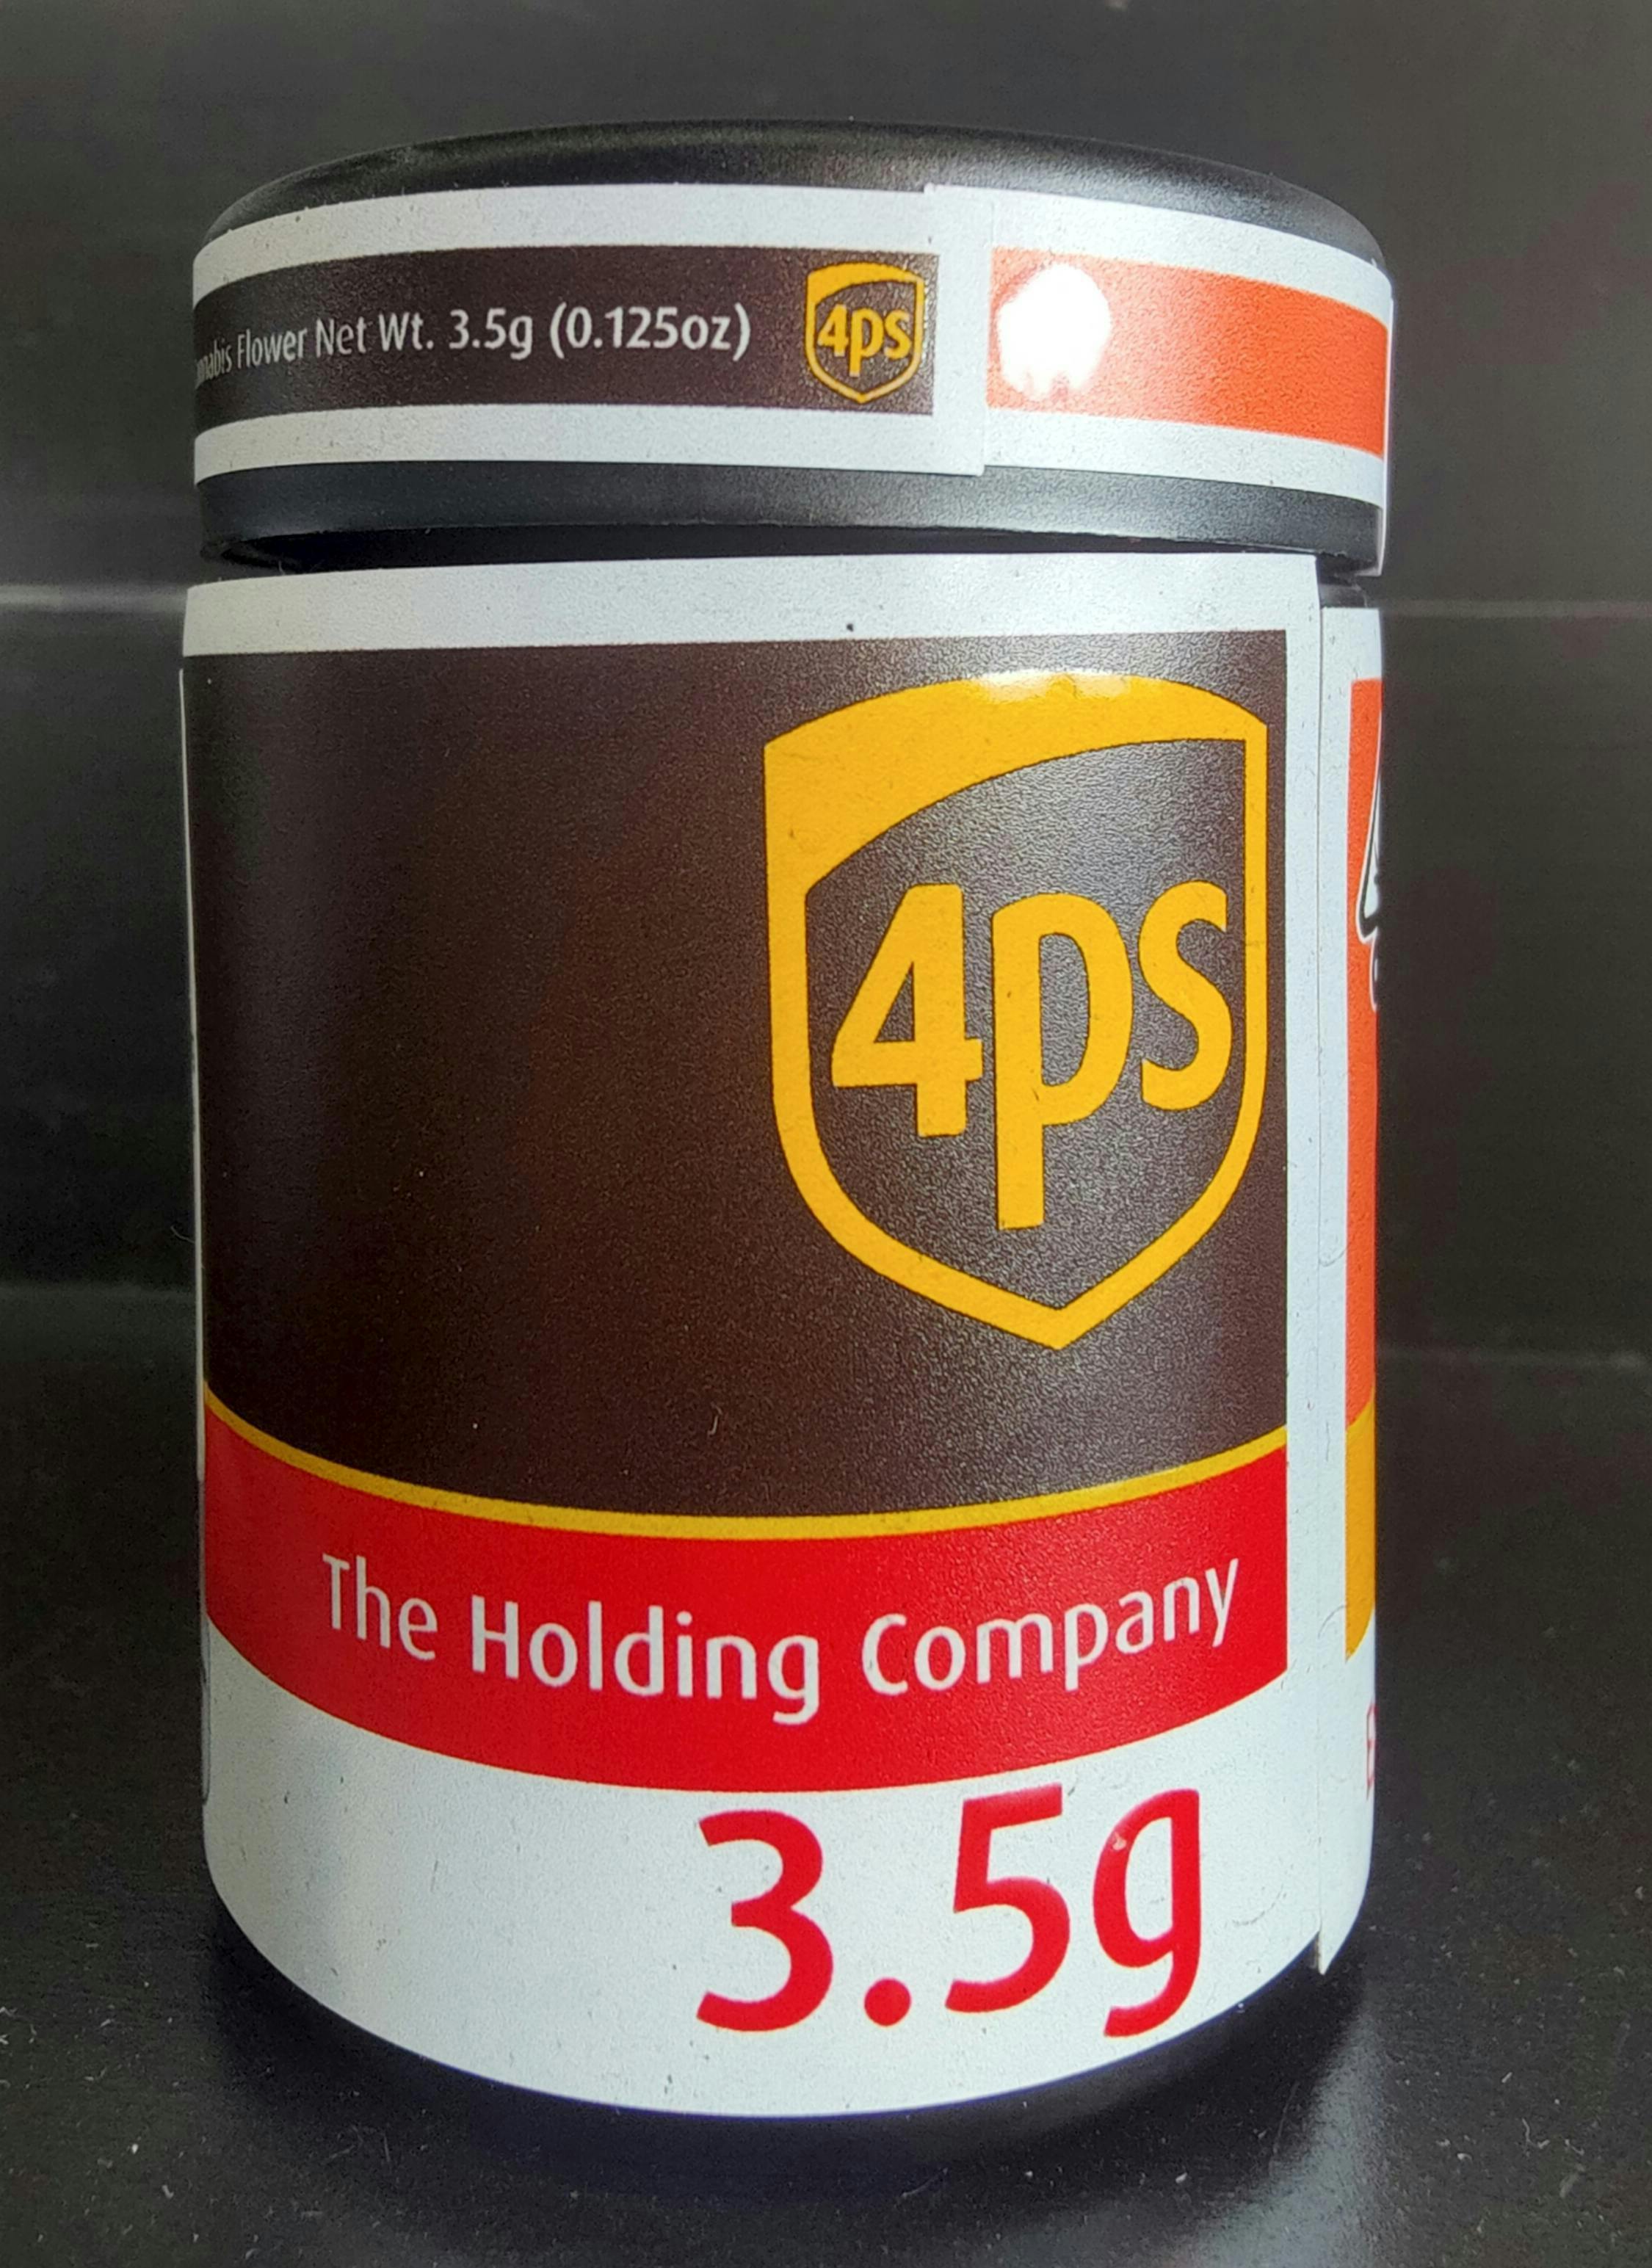 Flower Net Wt. 3.5g (0.125oz) 4ps
4ps
The Holding Company
3.5g